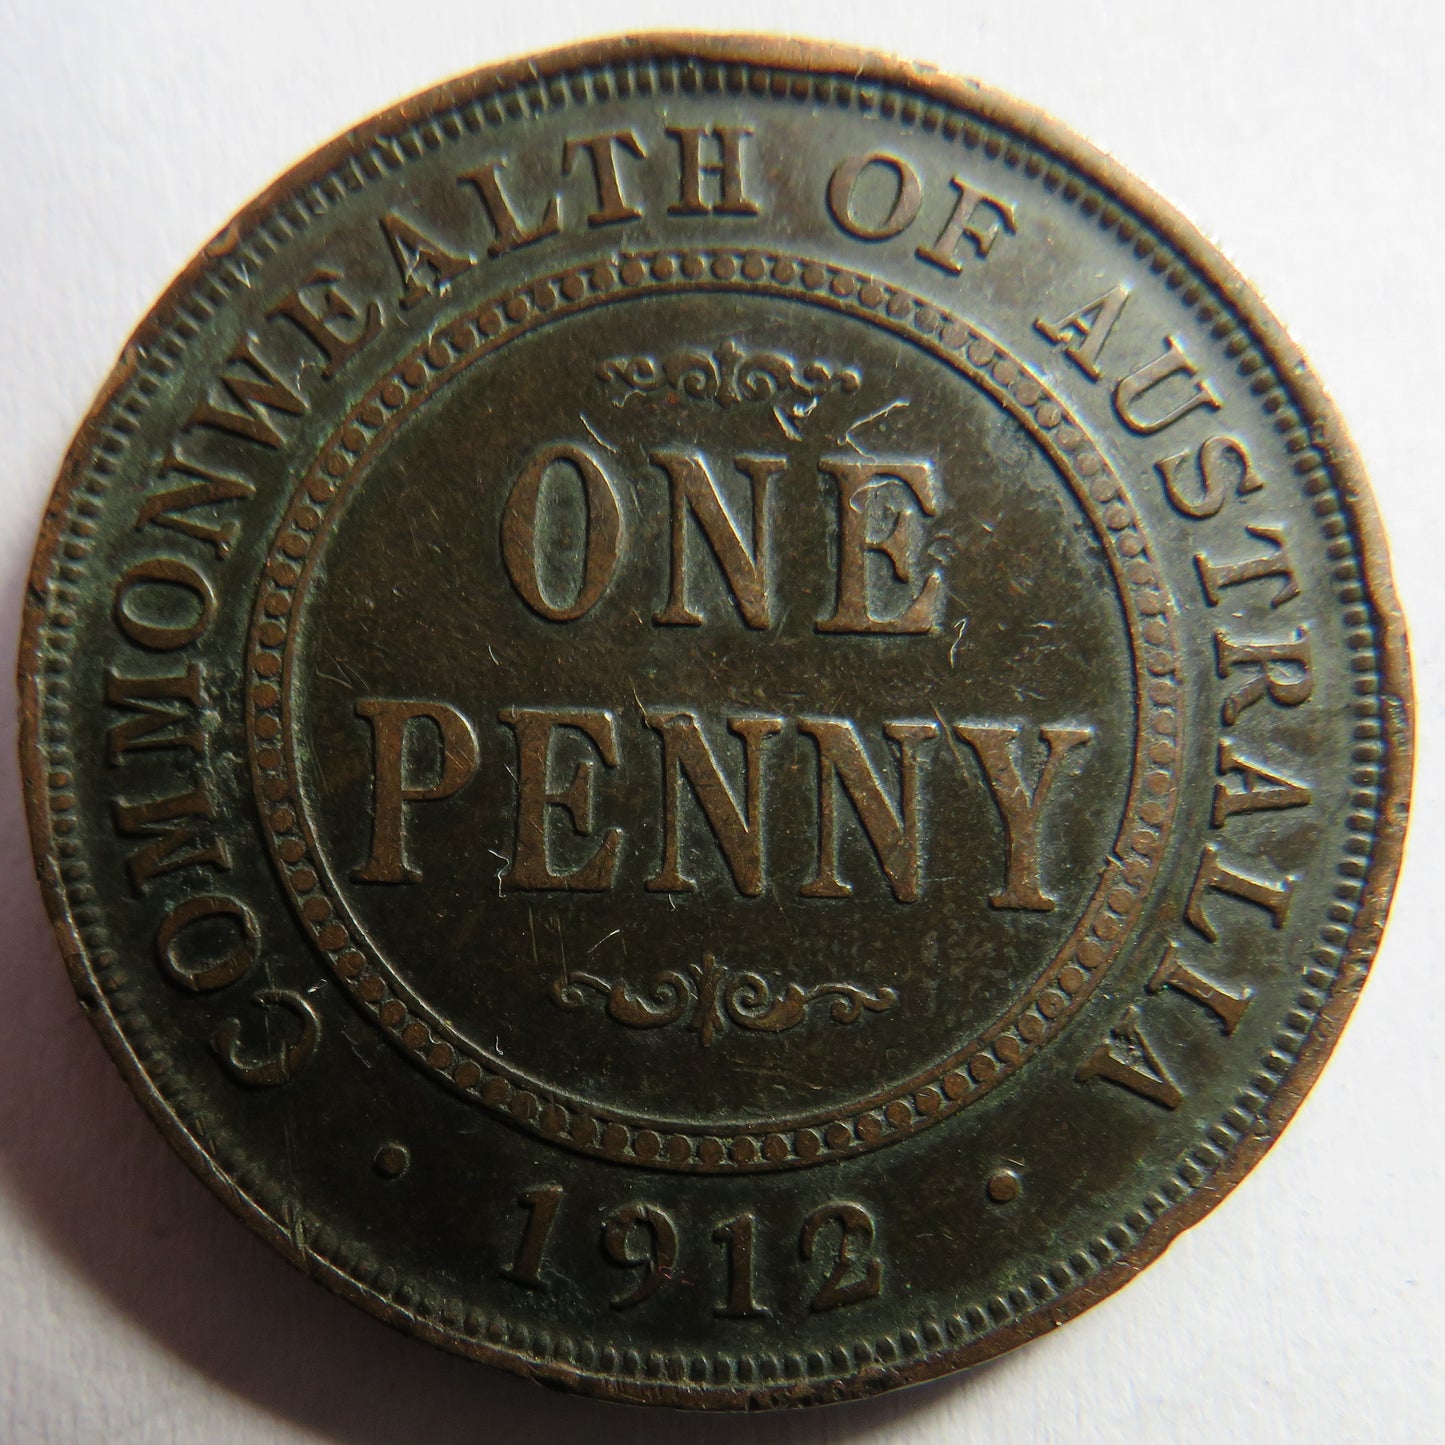 COMMONWEALTH OF AUSTRALIA
ONE
PENNY
· 1912 ·